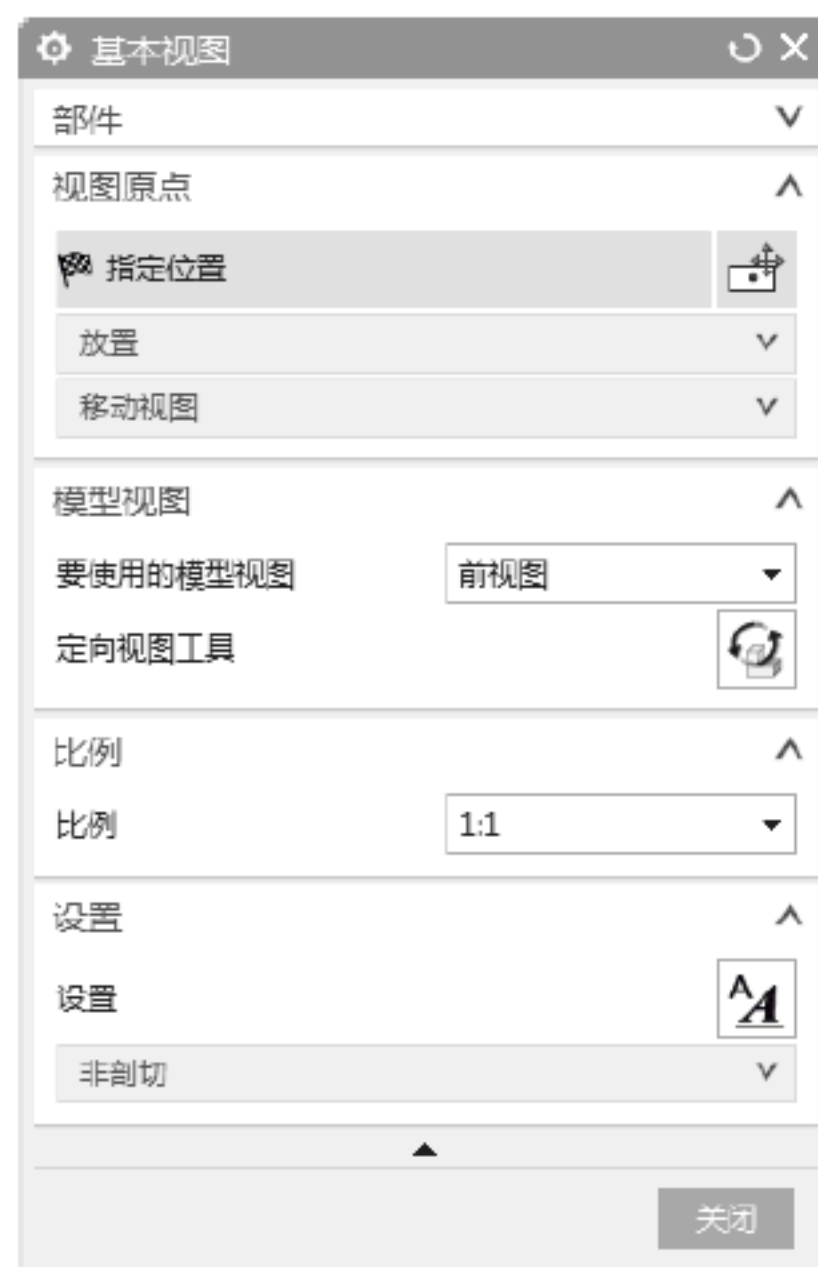 基本视图
部件
视图原点
指定位置
放置
移动视图
模型视图
要使用的模型视图 前视图
定向视图工具
比例
比例 1:1
设置
设置
非剖切
关闭